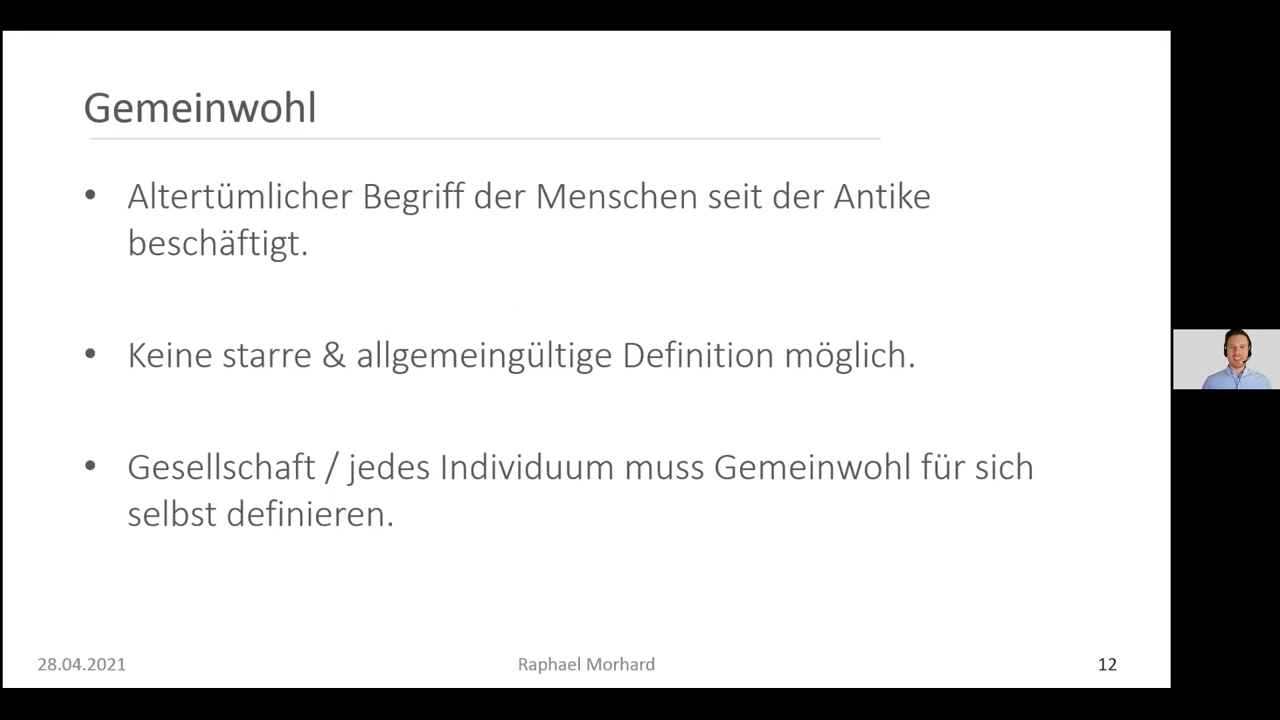 Gemeinwohl
• Altertümlicher Begriff der Menschen seit der Antike
beschäftigt.
• Keine starre & allgemeingültige Definition möglich.
• Gesellschaft / jedes Individuum muss Gemeinwohl für sich
selbst definieren.
28.04.2021
Raphael Morhard
12